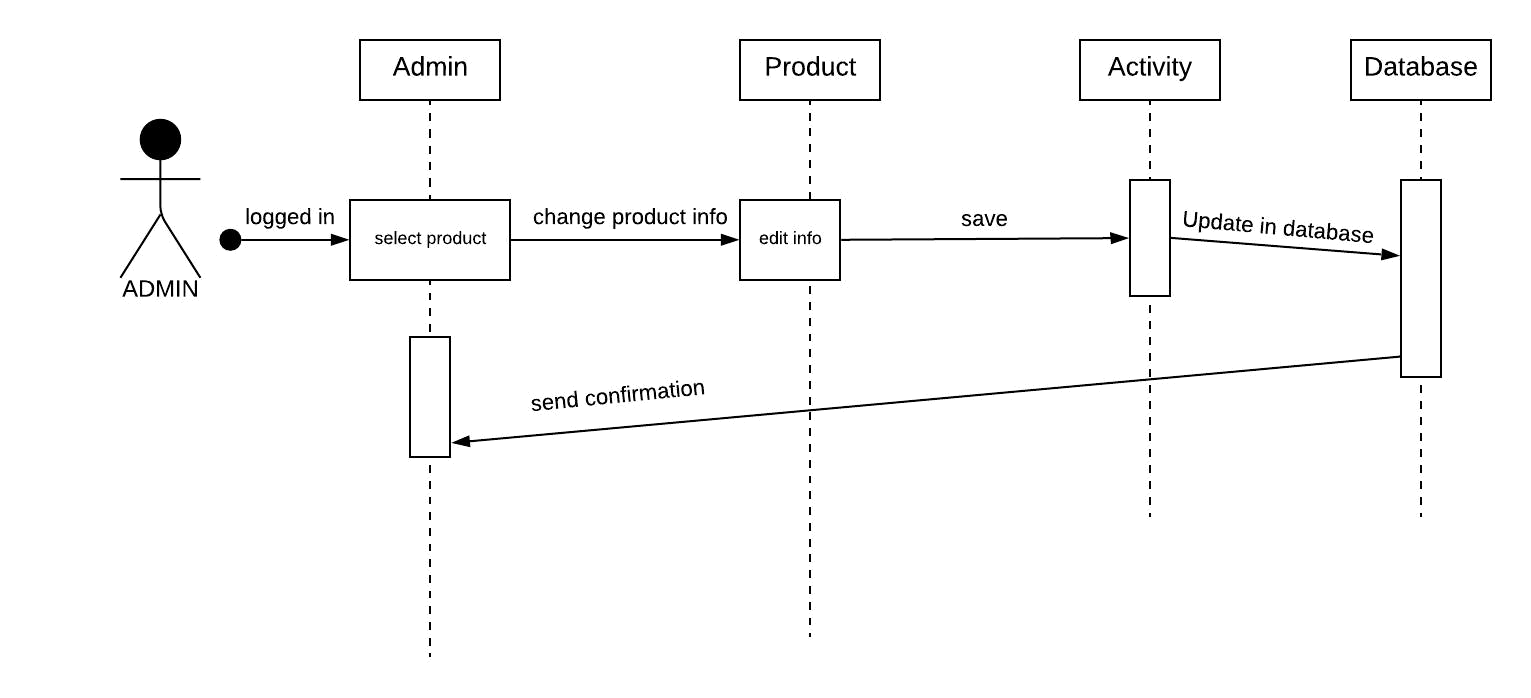 Admin
Product
Activity
Database
logged in
select product
change product info
edit info
save
Update in database
ADMIN
send confirmation